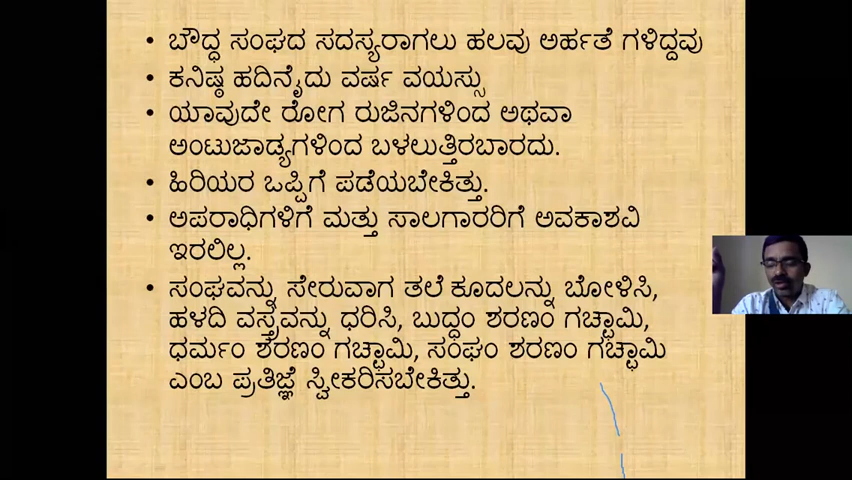 • ಬೌದ್ಧ ಸಂಘದ ಸದಸ್ಯರಾಗಲು ಹಲವು ಅರ್ಹತೆ ಗಳಿದ್ದವು
• ಕನಿಷ್ಠ ಹದಿನೈದು ವರ್ಷ ವಯಸ್ಸು
• ಯಾವುದೇ ರೋಗ ರುಜಿನಗಳಿಂದ ಅಥವಾ
ಅಂಟುಜಾಡ್ಯಗಳಿಂದ ಬಳಲುತ್ತಿರಬಾರದು.
• ಹಿರಿಯರ ಒಪ್ಪಿಗೆ ಪಡೆಯಬೇಕಿತ್ತು.
• ಅಪರಾಧಿಗಳಿಗೆ ಮತ್ತು ಸಾಲಗಾರರಿಗೆ ಅವಕಾಶವಿ
ಇರಲಿಲ್ಲ.
• ಸಂಘವನ್ನು ಸೇರುವಾಗ ತಲೆ ಕೂದಲನ್ನು ಬೋಳಿಸಿ,
ಹಳದಿ ವಸ್ತ್ರವನ್ನು ಧರಿಸಿ, ಬುದ್ಧಂ ಶರಣಂ ಗಚ್ಛಾಮಿ,
ಧರ್ಮಂ ಶರಣಂ ಗಚ್ಛಾಮಿ, ಸಂಘಂ ಶರಣಂ ಗಚ್ಛಾಮಿ
ಎಂಬ ಪ್ರತಿಜ್ಞೆ ಸ್ವೀಕರಿಸಬೇಕಿತ್ತು.